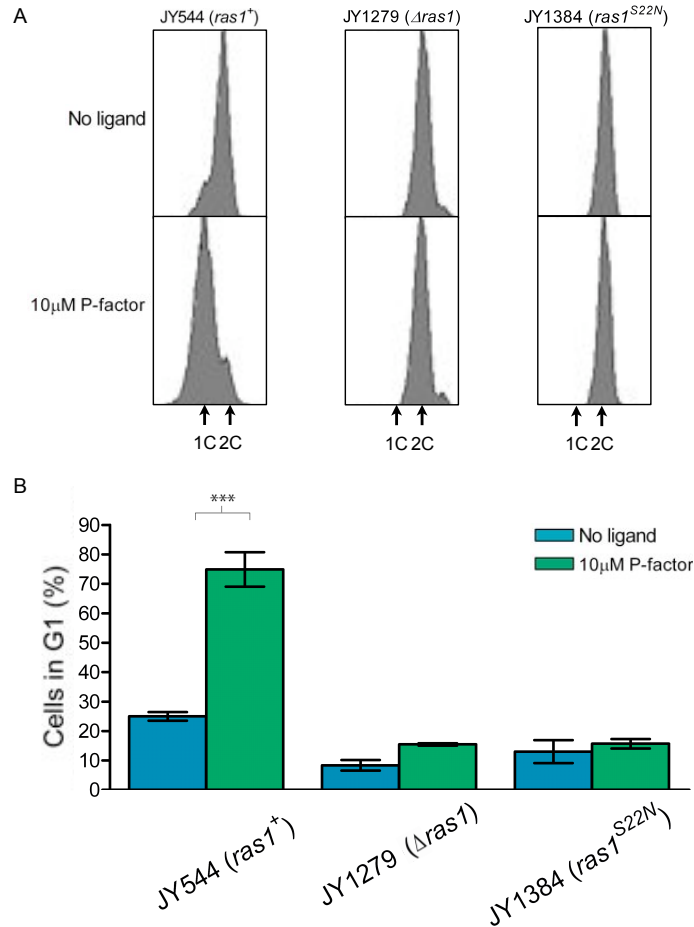 A
JY544 (ras1⁺) JY1279 (Δras1) JY1384 (ras1ˢ²²ᴺ)
No ligand
10μM P-factor
1C 2C 1C 2C 1C 2C
B
***
No ligand
10μM P-factor
Cells in G1 (%)
90
80
70
60
50
40
30
20
10
0
JY544 (ras1⁺) JY1279 (Δras1) JY1384 (ras1ˢ²²ᴺ)